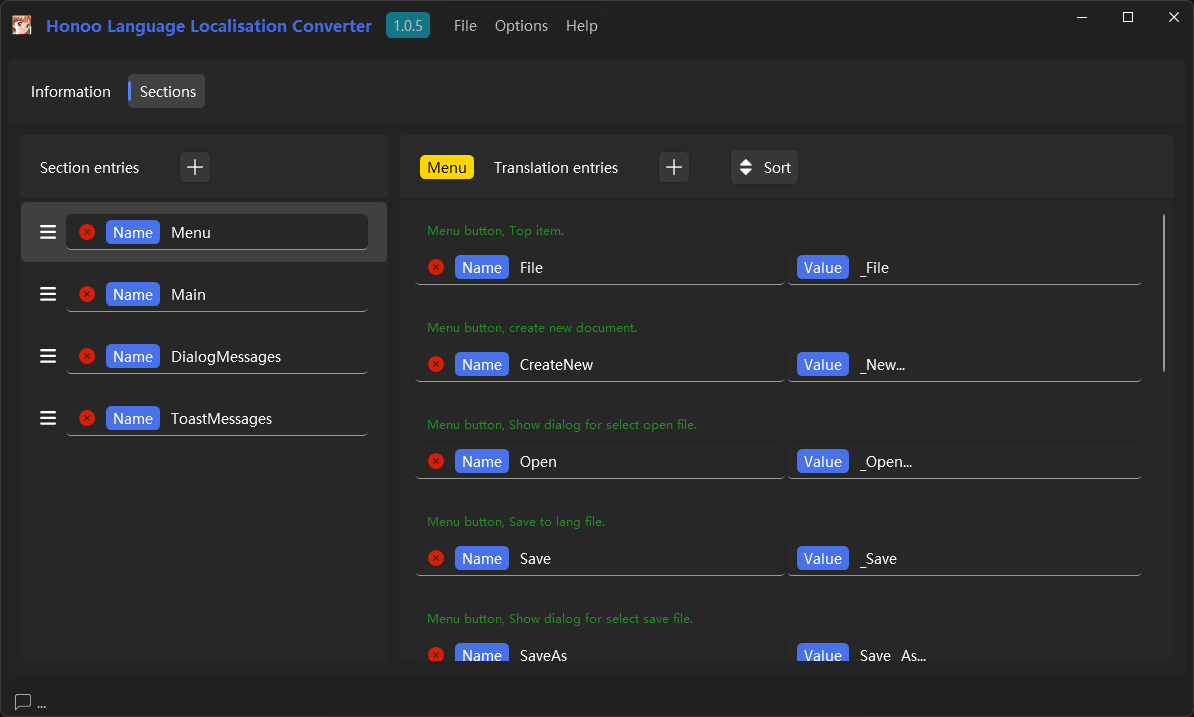 Honoo Language Localisation Converter 1.0.5 File Options Help
Information Sections
Section entries
Name Menu
Name Main
Name DialogMessages
Name ToastMessages
Menu Translation entries Sort
Menu button, Top item.
Name File Value _File
Menu button, create new document.
Name CreateNew Value _New...
Menu button, Show dialog for select open file.
Name Open Value _Open...
Menu button, Save to lang file.
Name Save Value _Save
Menu button, Show dialog for select save file.
Name SaveAs Value Save _As...
...